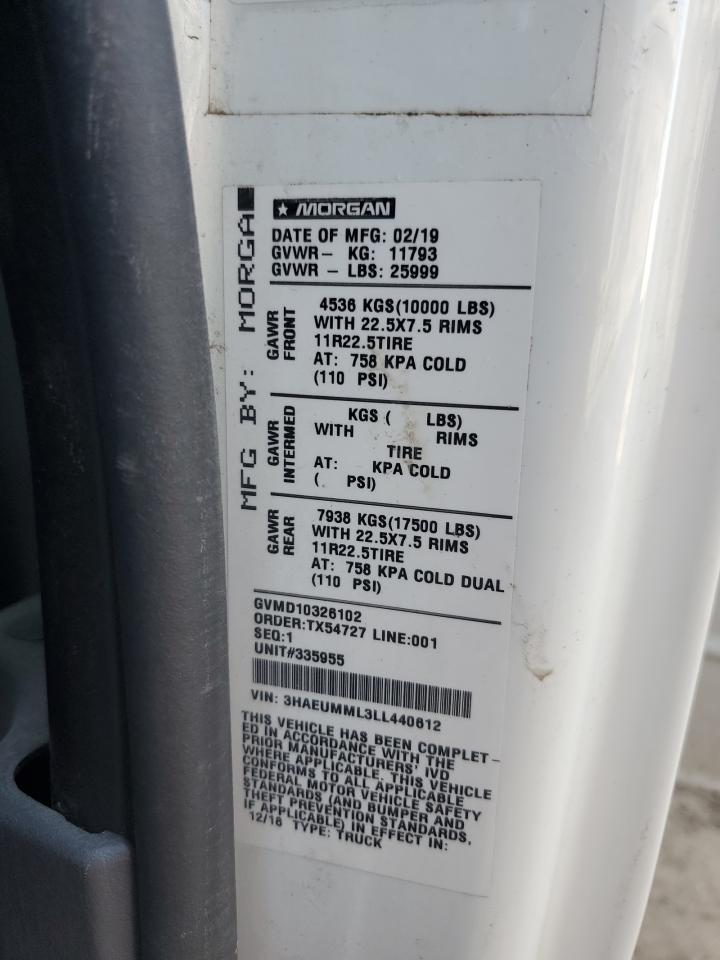 MFG BY: MORGA
★ MORGAN
DATE OF MFG: 02/19
GVWR- KG: 11793
GVWR - LBS: 25999
GAWR
FRONT
4536 KGS(10000 LBS)
WITH 22.5X7.5 RIMS
11R22.5TIRE
AT: 758 KPA COLD
(110 PSI)
GAWR
INTERMED
KGS ( LBS)
WITH RIMS
TIRE
AT: KPA COLD
( PSI)
GAWR
REAR
7938 KGS(17500 LBS)
WITH 22.5X7.5 RIMS
11R22.5TIRE
AT: 758 KPA COLD DUAL
(110 PSI)
GVMD10326102
ORDER:TX54727 LINE:001
SEQ:1
UNIT#335955
VIN: 3HAEUMML3LL440612
THIS VEHICLE HAS BEEN COMPLET-
ED IN ACCORDANCE WITH THE
PRIOR MANUFACTURERS' IVD
WHERE APPLICABLE. THIS VEHICLE
CONFORMS TO ALL APPLICABLE
FEDERAL MOTOR VEHICLE SAFETY
STANDARDS (AND BUMPER AND
THEFT PREVENTION STANDARDS,
IF APPLICABLE) IN EFFECT IN:
12/18 TYPE: TRUCK